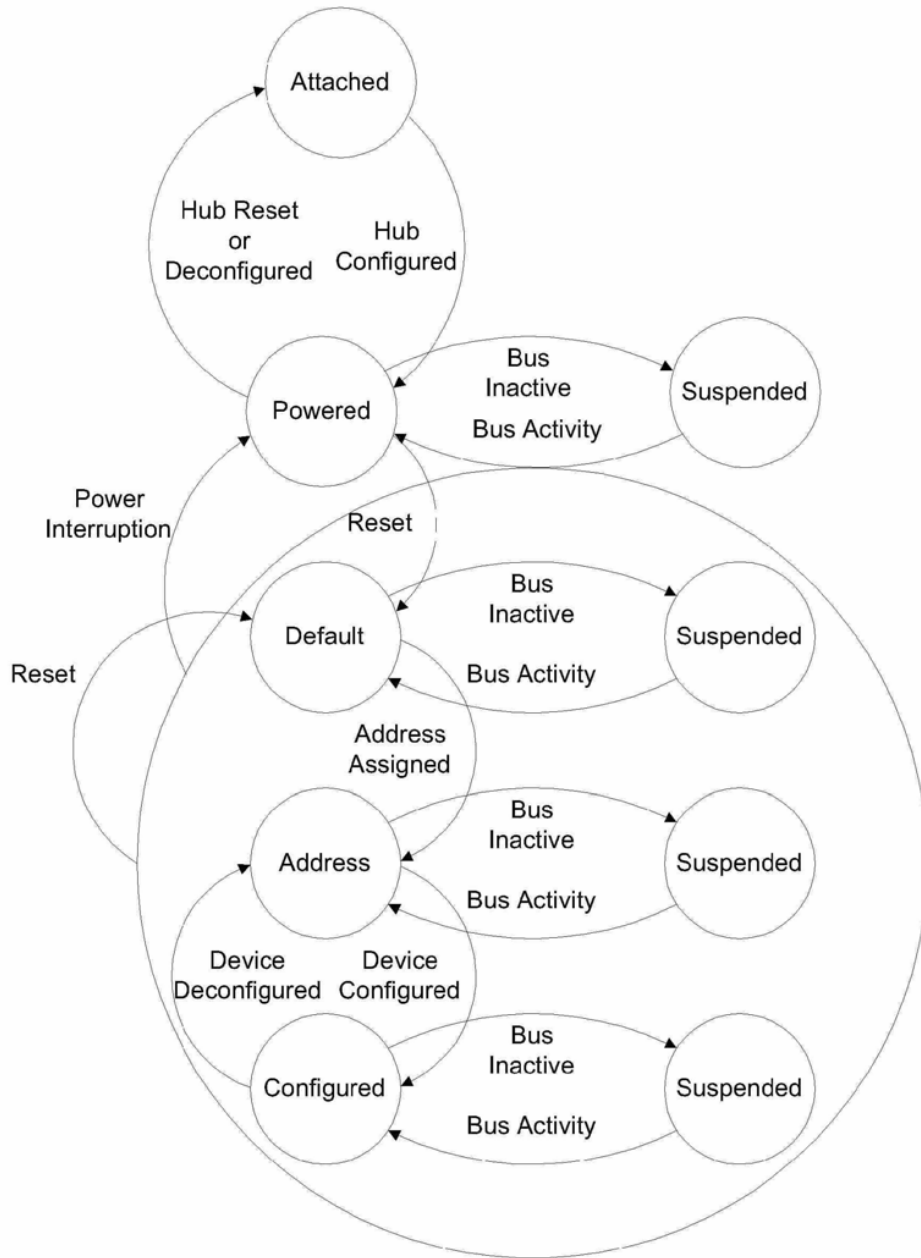 Attached
Hub Reset
or
Deconfigured
Hub
Configured
Powered
Bus
Inactive
Bus Activity
Suspended
Power
Interruption
Reset
Default
Bus
Inactive
Bus Activity
Suspended
Reset
Address
Assigned
Address
Bus
Inactive
Bus Activity
Suspended
Device
Deconfigured
Device
Configured
Configured
Bus
Inactive
Bus Activity
Suspended